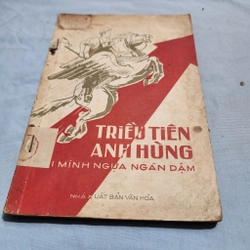 TRIỀU TIÊN
ANH HÙNG
MÌNH NGỰA NGÀN DẶM
NHÀ XUẤT BẢN VĂN HÓA